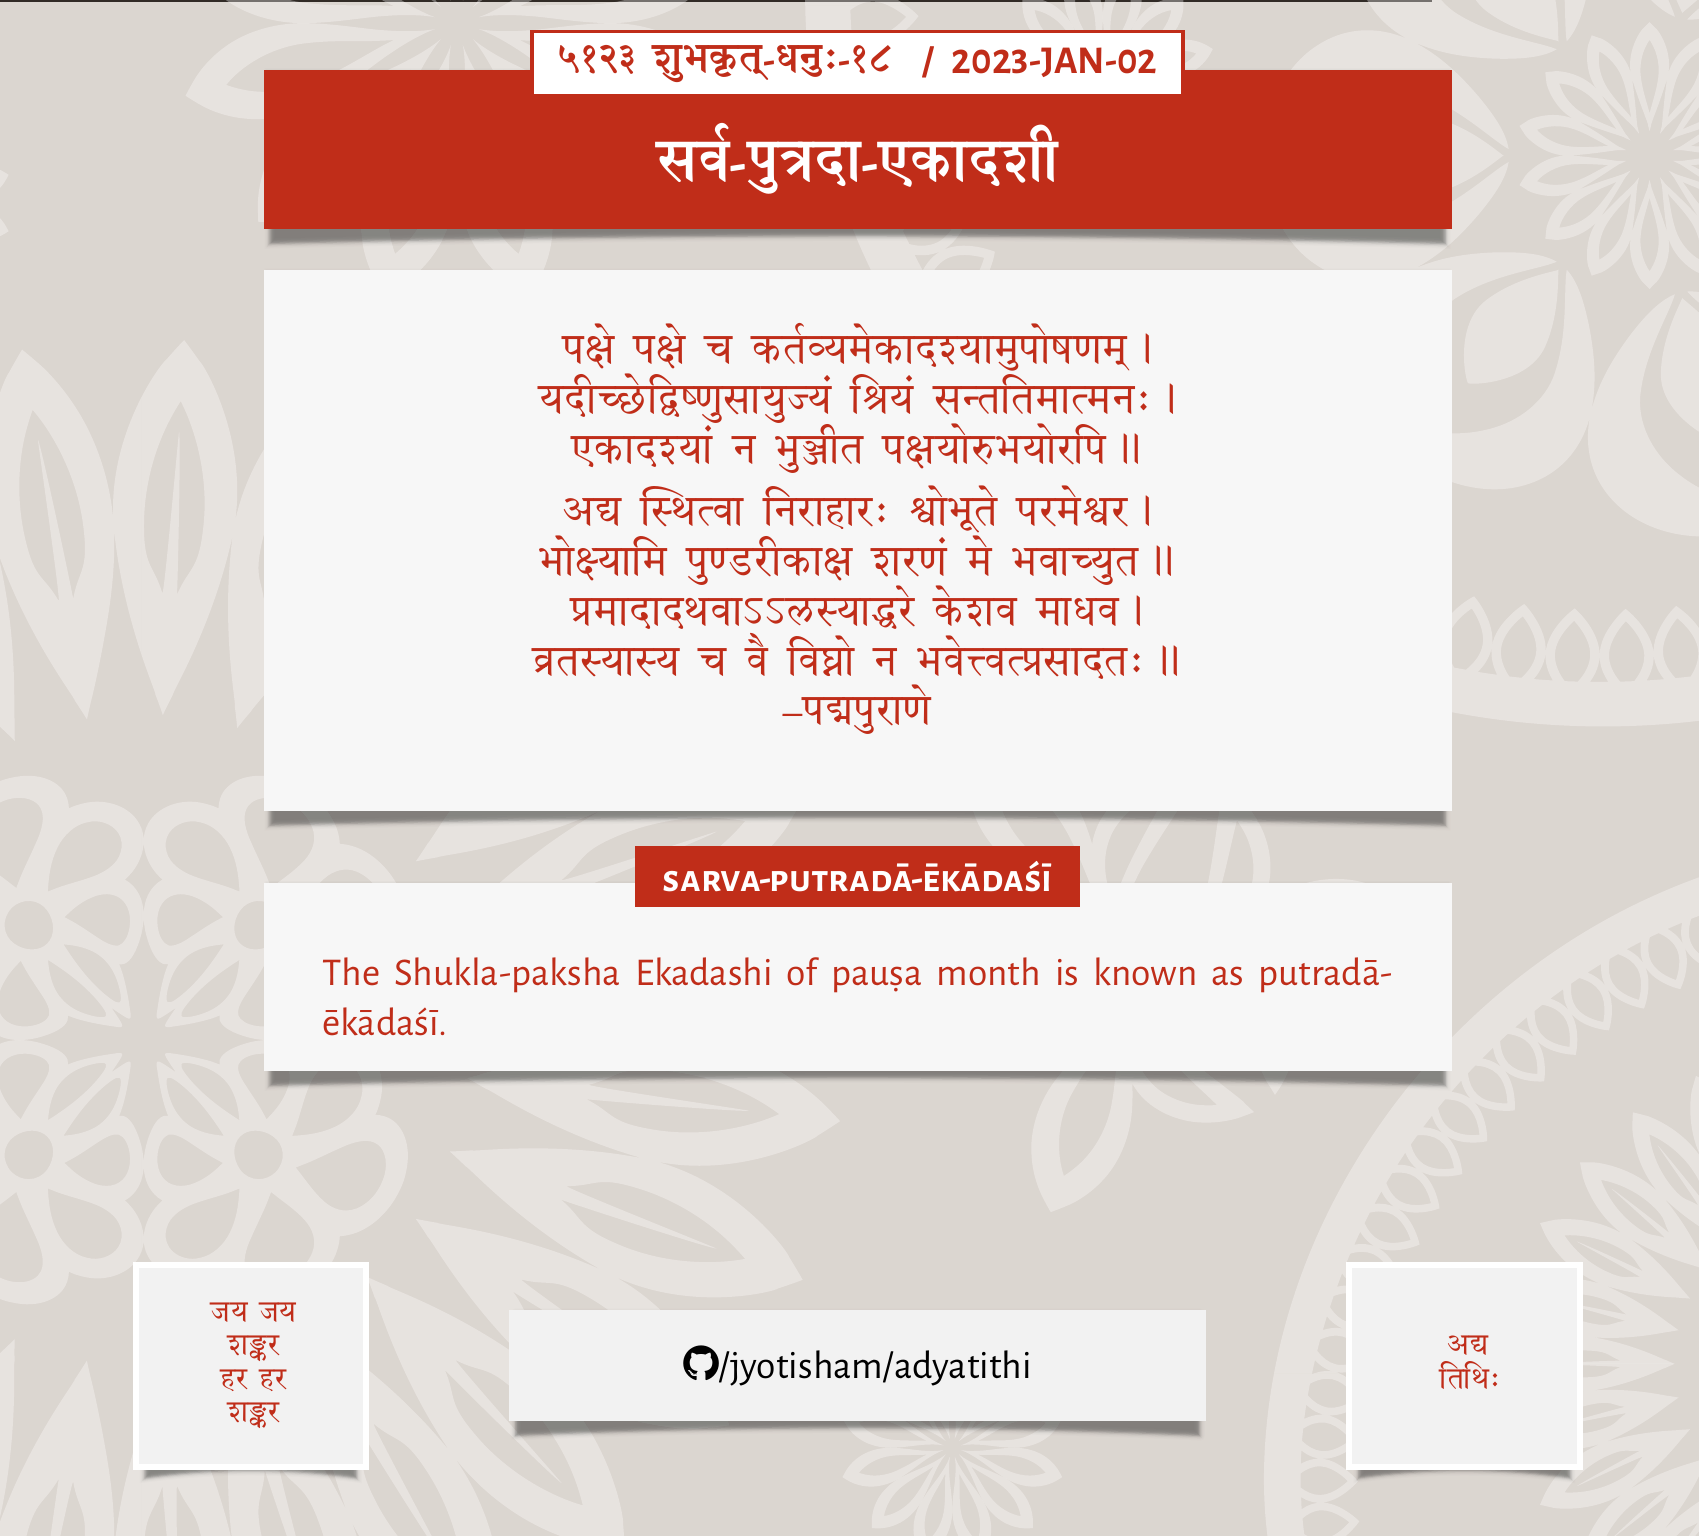 ५१२३ शुभकृत्-धनुः-१८ / 2023-JAN-02
सर्व-पुत्रदा-एकादशी
पक्षे पक्षे च कर्तव्यमेकादश्यामुपोषणम् ।
यदीच्छेद्विष्णुसायुज्यं श्रियं सन्ततिमात्मनः ।
एकादश्यां न भुञ्जीत पक्षयोरुभयोरपि ॥
अद्य स्थित्वा निराहारः श्वोभूते परमेश्वर ।
भोक्ष्यामि पुण्डरीकाक्ष शरणं मे भवाच्युत ॥
प्रमादादथवाऽऽलस्याद्धरे केशव माधव ।
व्रतस्यास्य च वै विघ्नो न भवेत्त्वत्प्रसादतः ॥
–पद्मपुराणे
SARVA-PUTRADĀ-ĒKĀDAŚĪ
The Shukla-paksha Ekadashi of pauṣa month is known as putradā-
ēkādaśī.
जय जय
शङ्कर
हर हर
शङ्कर
/jyotisham/adyatithi
अद्य
तिथिः